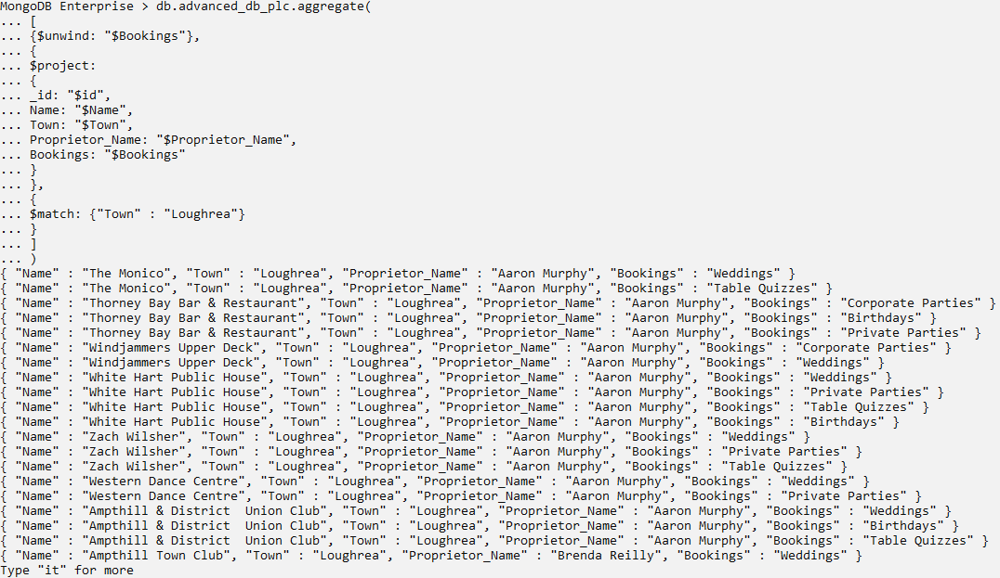 MongoDB Enterprise > db.advanced_db_plc.aggregate(
... [
... {$unwind: "$Bookings"},
... {
... $project:
... {
... _id: "$id",
... Name: "$Name",
... Town: "$Town",
... Proprietor_Name: "$Proprietor_Name",
... Bookings: "$Bookings"
... }
... },
... {
... $match: {"Town" : "Loughrea"}
... }
... ]
... )
{ "Name" : "The Monico", "Town" : "Loughrea", "Proprietor_Name" : "Aaron Murphy", "Bookings" : "Weddings" }
{ "Name" : "The Monico", "Town" : "Loughrea", "Proprietor_Name" : "Aaron Murphy", "Bookings" : "Table Quizzes" }
{ "Name" : "Thorney Bay Bar & Restaurant", "Town" : "Loughrea", "Proprietor_Name" : "Aaron Murphy", "Bookings" : "Corporate Parties" }
{ "Name" : "Thorney Bay Bar & Restaurant", "Town" : "Loughrea", "Proprietor_Name" : "Aaron Murphy", "Bookings" : "Birthdays" }
{ "Name" : "Thorney Bay Bar & Restaurant", "Town" : "Loughrea", "Proprietor_Name" : "Aaron Murphy", "Bookings" : "Private Parties" }
{ "Name" : "Windjammers Upper Deck", "Town" : "Loughrea", "Proprietor_Name" : "Aaron Murphy", "Bookings" : "Corporate Parties" }
{ "Name" : "Windjammers Upper Deck", "Town" : "Loughrea", "Proprietor_Name" : "Aaron Murphy", "Bookings" : "Weddings" }
{ "Name" : "White Hart Public House", "Town" : "Loughrea", "Proprietor_Name" : "Aaron Murphy", "Bookings" : "Weddings" }
{ "Name" : "White Hart Public House", "Town" : "Loughrea", "Proprietor_Name" : "Aaron Murphy", "Bookings" : "Private Parties" }
{ "Name" : "White Hart Public House", "Town" : "Loughrea", "Proprietor_Name" : "Aaron Murphy", "Bookings" : "Table Quizzes" }
{ "Name" : "White Hart Public House", "Town" : "Loughrea", "Proprietor_Name" : "Aaron Murphy", "Bookings" : "Birthdays" }
{ "Name" : "Zach Wilsher", "Town" : "Loughrea", "Proprietor_Name" : "Aaron Murphy", "Bookings" : "Weddings" }
{ "Name" : "Zach Wilsher", "Town" : "Loughrea", "Proprietor_Name" : "Aaron Murphy", "Bookings" : "Private Parties" }
{ "Name" : "Zach Wilsher", "Town" : "Loughrea", "Proprietor_Name" : "Aaron Murphy", "Bookings" : "Table Quizzes" }
{ "Name" : "Western Dance Centre", "Town" : "Loughrea", "Proprietor_Name" : "Aaron Murphy", "Bookings" : "Weddings" }
{ "Name" : "Western Dance Centre", "Town" : "Loughrea", "Proprietor_Name" : "Aaron Murphy", "Bookings" : "Private Parties" }
{ "Name" : "Ampthill & District  Union Club", "Town" : "Loughrea", "Proprietor_Name" : "Aaron Murphy", "Bookings" : "Weddings" }
{ "Name" : "Ampthill & District  Union Club", "Town" : "Loughrea", "Proprietor_Name" : "Aaron Murphy", "Bookings" : "Birthdays" }
{ "Name" : "Ampthill & District  Union Club", "Town" : "Loughrea", "Proprietor_Name" : "Aaron Murphy", "Bookings" : "Table Quizzes" }
{ "Name" : "Ampthill Town Club", "Town" : "Loughrea", "Proprietor_Name" : "Brenda Reilly", "Bookings" : "Weddings" }
Type "it" for more